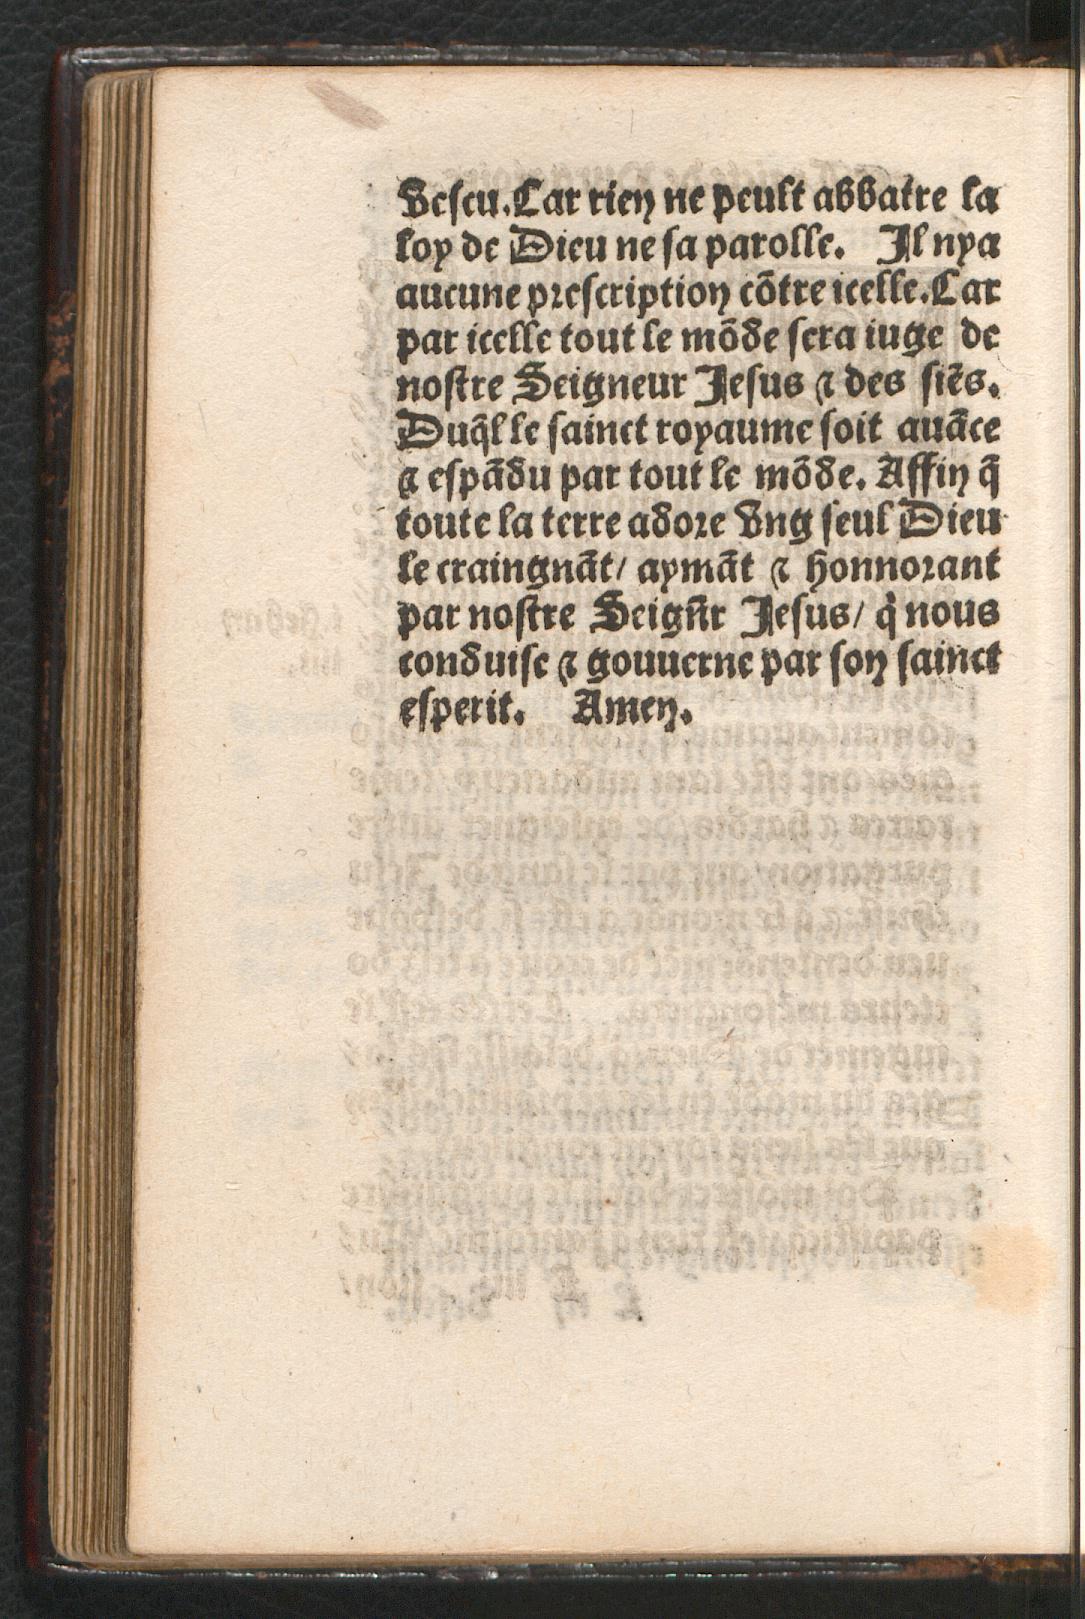 Vescu.Car rien ne peult abbatre la
loy de Dieu ne sa parolle. Il nya
aucune prescription cõtre icelle.Car
par icelle tout le mõde sera iuge de
nostre Seigneur Jesus ⁊ des siẽs.
Duq̃l le sainct royaume soit auãce
⁊ espãdu par tout le mõde. Affin q̃
toute la terre adore Vng seul Dieu
le craingnãt/ aymãt ⁊ honnorant
par nostre Seigñr Jesus/ q̇ nous
conduise ⁊ gouuerne par son sainct
esperit. Amen.